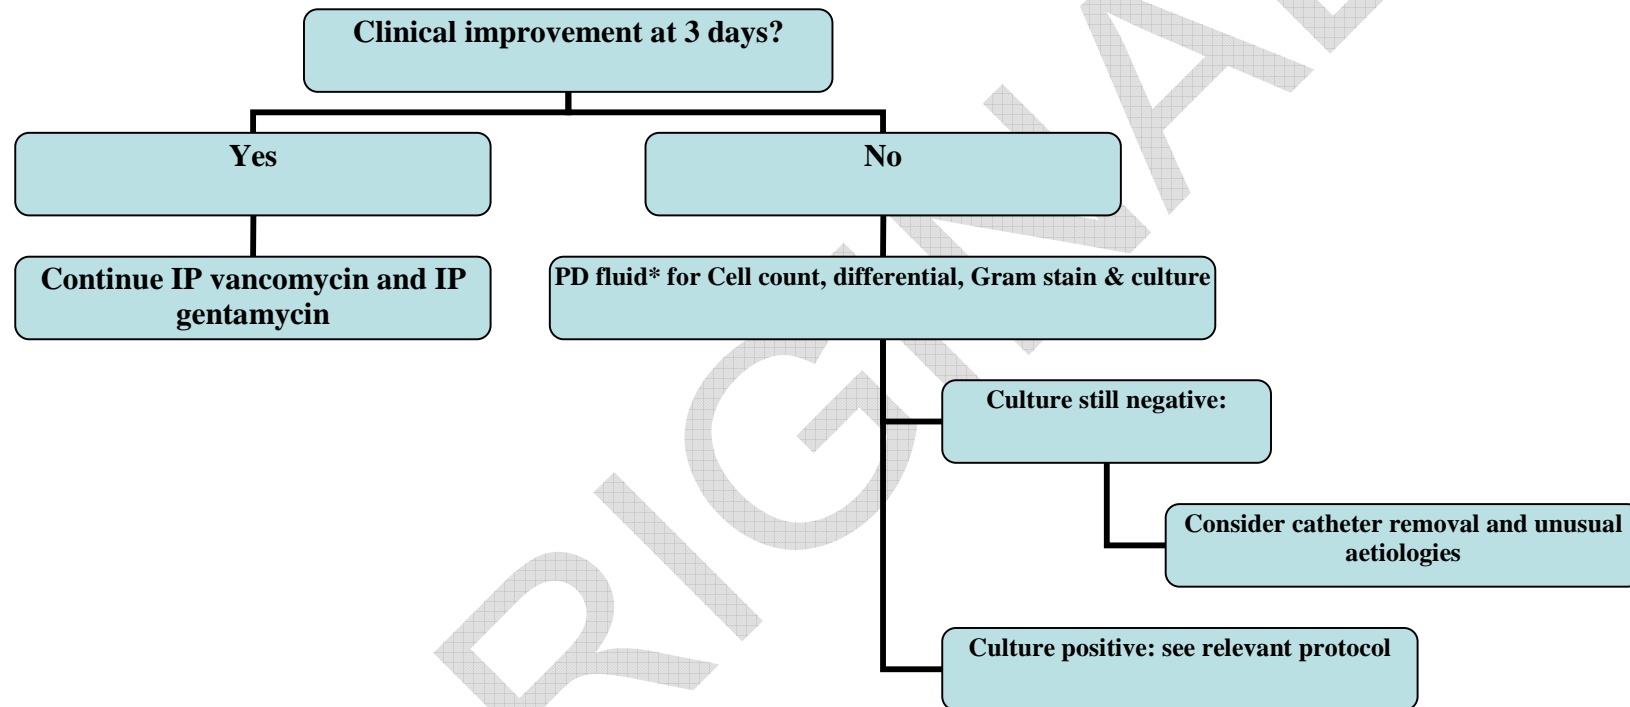 Clinical improvement at 3 days?
Yes
No
Continue IP vancomycin and IP
gentamycin
PD fluid* for Cell count, differential, Gram stain & culture
Culture still negative:
Consider catheter removal and unusual
aetiologies
Culture positive: see relevant protocol
RIGINAL